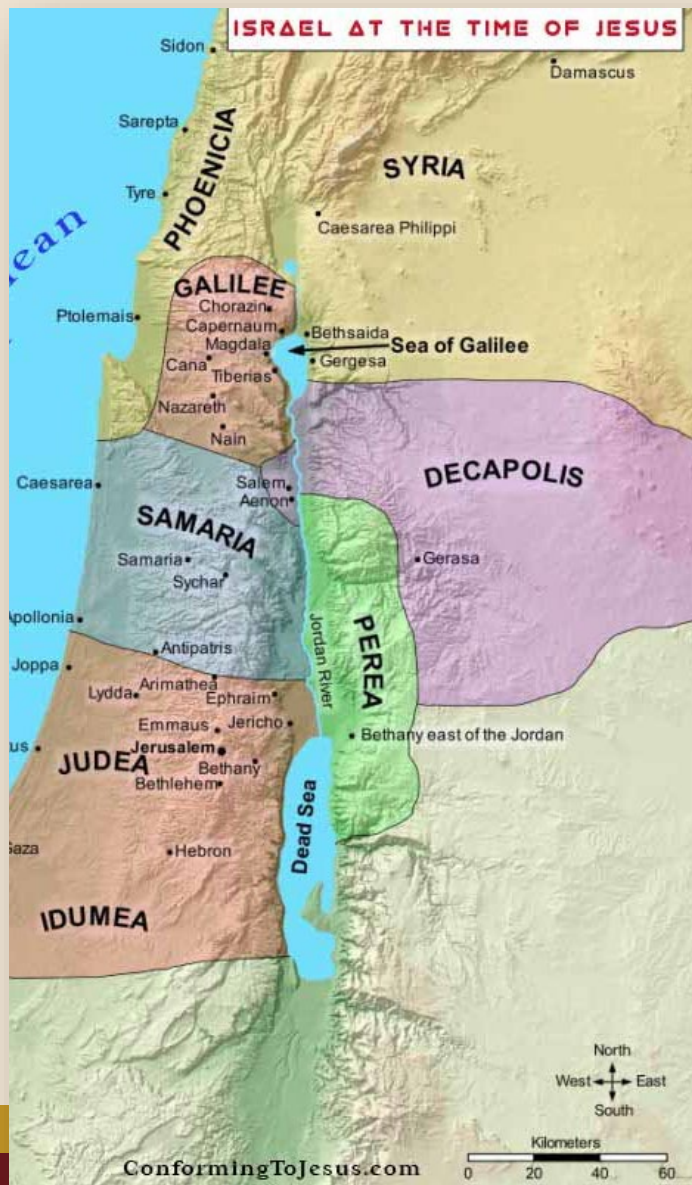 ISRAEL AT THE TIME OF JESUS
Sidon
Damascus
Sarepta
PHOENICIA
SYRIA
Tyre
Caesarea Philippi
ean
GALILEE
Chorazin
Ptolemais
Capernaum
Bethsaida
Magdala
Sea of Galilee
Cana
Gergesa
Tiberias
Nazareth
Nain
DECAPOLIS
Caesarea
Salem
Aenon
SAMARIA
Samaria
Gerasa
Sychar
Apollonia
Jordan River
PEREA
Antipatris
Joppa
Arimathea
Lydda
Ephraim
Emmaus
Jericho
Bethany east of the Jordan
us
Jerusalem
JUDEA
Bethany
Bethlehem
Dead Sea
Gaza
Hebron
IDUMEA
North
West East
South
Kilometers
0 20 40 60
ConformingToJesus.com